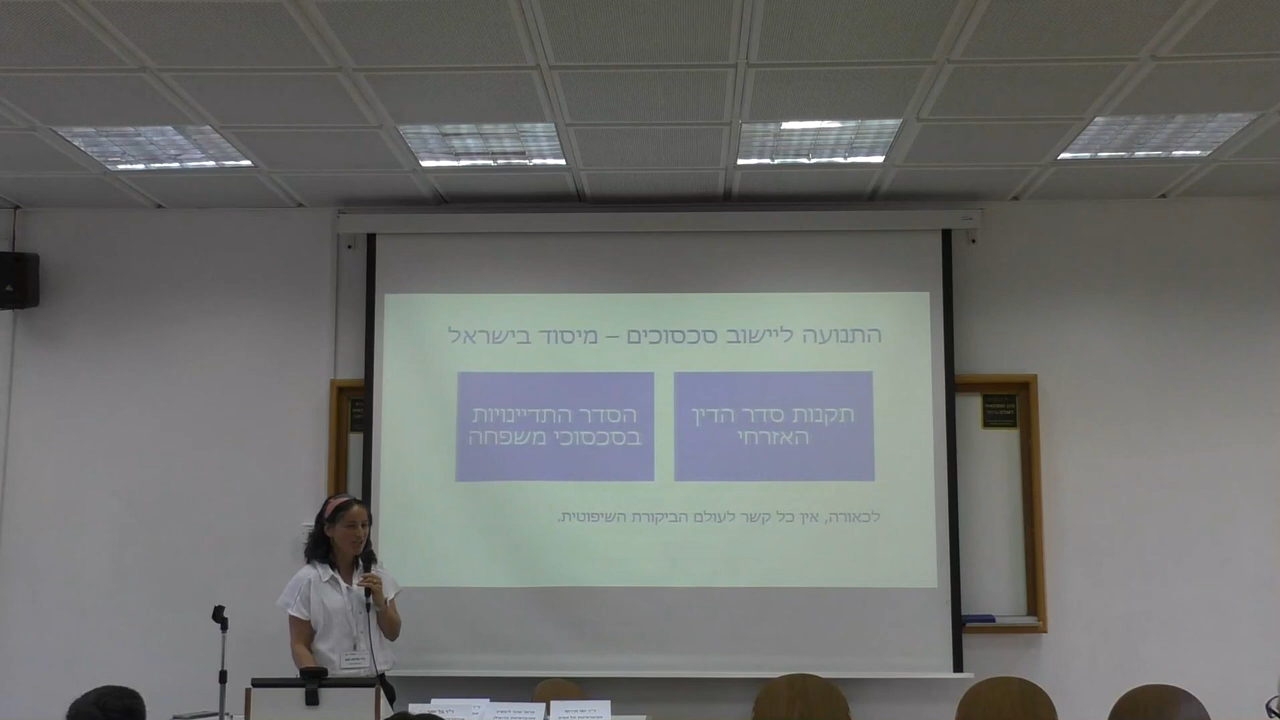 התנועה ליישוב סכסוכים – מיסוד בישראל
תקנות סדר הדין
האזרחי
הסדר התדיינויות
בסכסוכי משפחה
לכאורה, אין כל קשר לעולם הביקורת השיפוטית.